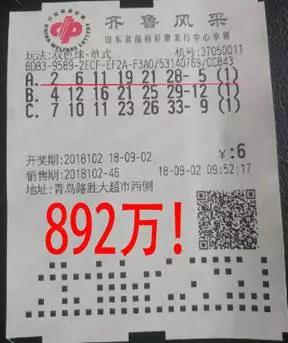 齐鲁风采
山东省福利彩票发行中心承销
玩法:双色球-单式 机号:37050011
8DB3-9569-2ECF-EF2A-F3A0/53140769/CCB43
A. 2 6 11 19 21 28- 5 (1)
B. 4 12 16 21 25 29-12 (1)
C. 7 10 11 23 32 33- 9 (1)
开奖期:2018102 18-09-02 ¥:6
销售期:2018102-46 18-09-02 09:52:17
地址:青岛路胜大超市西侧
892万!